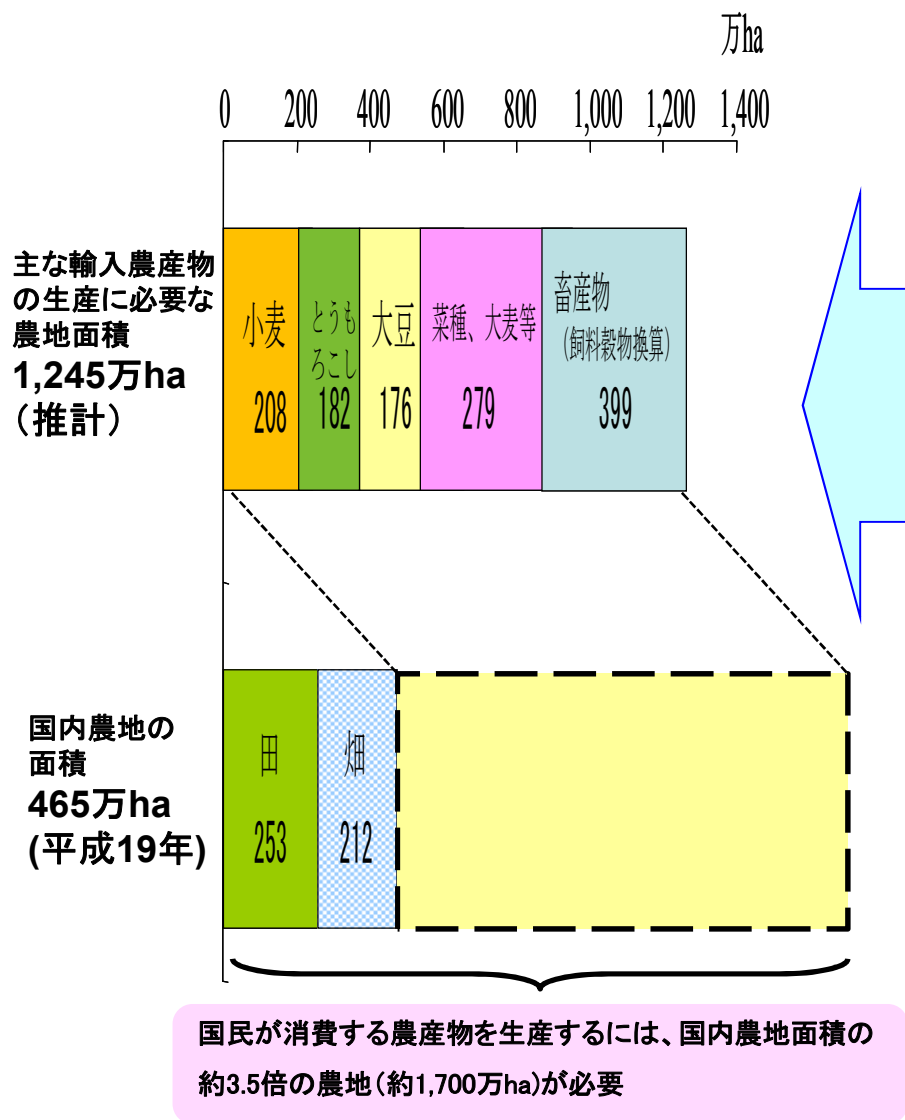 万ha
0 200 400 600 800 1,000 1,200 1,400
主な輸入農産物
の生産に必要な
農地面積
1,245万ha
（推計）
小麦
208
とうも
ろこし
182
大豆
176
菜種、大麦等
279
畜産物
（飼料穀物換算）
399
国内農地の
面積
465万ha
(平成19年)
田
253
畑
212
国民が消費する農産物を生産するには、国内農地面積の
約3.5倍の農地（約1,700万ha）が必要